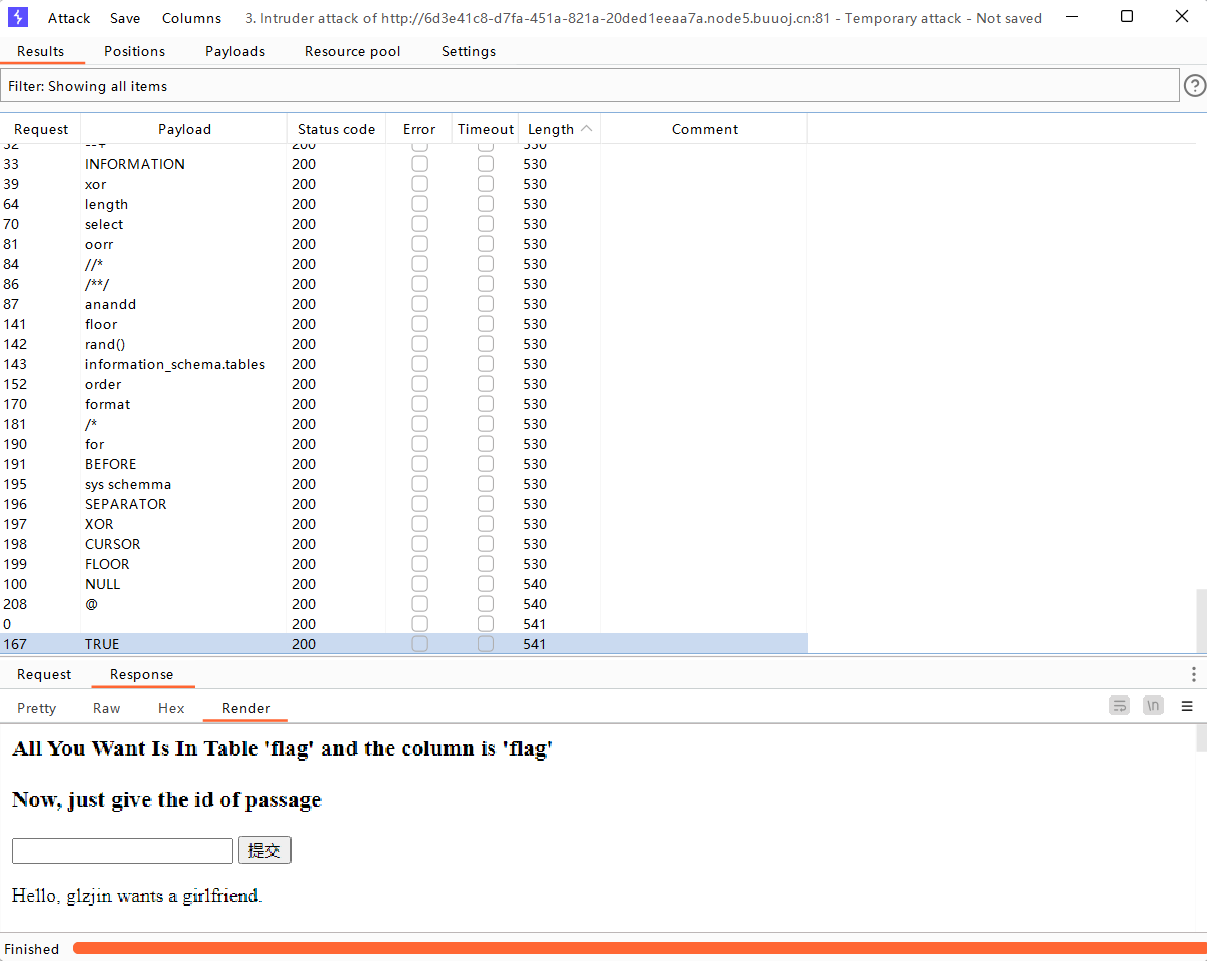 Attack Save Columns 3. Intruder attack of http://6d3e41c8-d7fa-451a-821a-20ded1eeaa7a.node5.buuoj.cn:81 - Temporary attack - Not saved
Results Positions Payloads Resource pool Settings
Filter: Showing all items
Request Payload Status code Error Timeout Length Comment
32 --+ 200 530
33 INFORMATION 200 530
39 xor 200 530
64 length 200 530
70 select 200 530
81 oorr 200 530
84 //* 200 530
86 /**/ 200 530
87 anandd 200 530
141 floor 200 530
142 rand() 200 530
143 information_schema.tables 200 530
152 order 200 530
170 format 200 530
181 /* 200 530
190 for 200 530
191 BEFORE 200 530
195 sys schemma 200 530
196 SEPARATOR 200 530
197 XOR 200 530
198 CURSOR 200 530
199 FLOOR 200 530
100 NULL 200 540
208 @ 200 540
0 200 541
167 TRUE 200 541
Request Response
Pretty Raw Hex Render \n
All You Want Is In Table 'flag' and the column is 'flag'
Now, just give the id of passage
提交
Hello, glzjin wants a girlfriend.
Finished